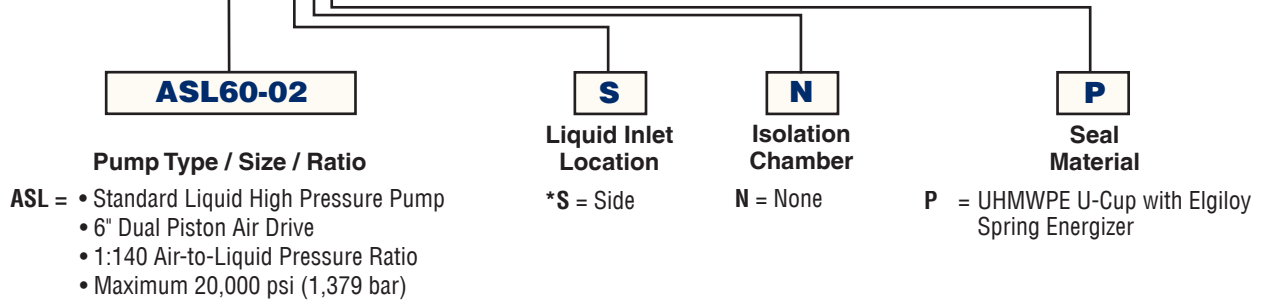 ASL60-02
S
N
P
Pump Type / Size / Ratio
Liquid Inlet
Location
Isolation
Chamber
Seal
Material
ASL = • Standard Liquid High Pressure Pump
• 6" Dual Piston Air Drive
• 1:140 Air-to-Liquid Pressure Ratio
• Maximum 20,000 psi (1,379 bar)
*S = Side
N = None
P = UHMWPE U-Cup with Elgiloy
Spring Energizer